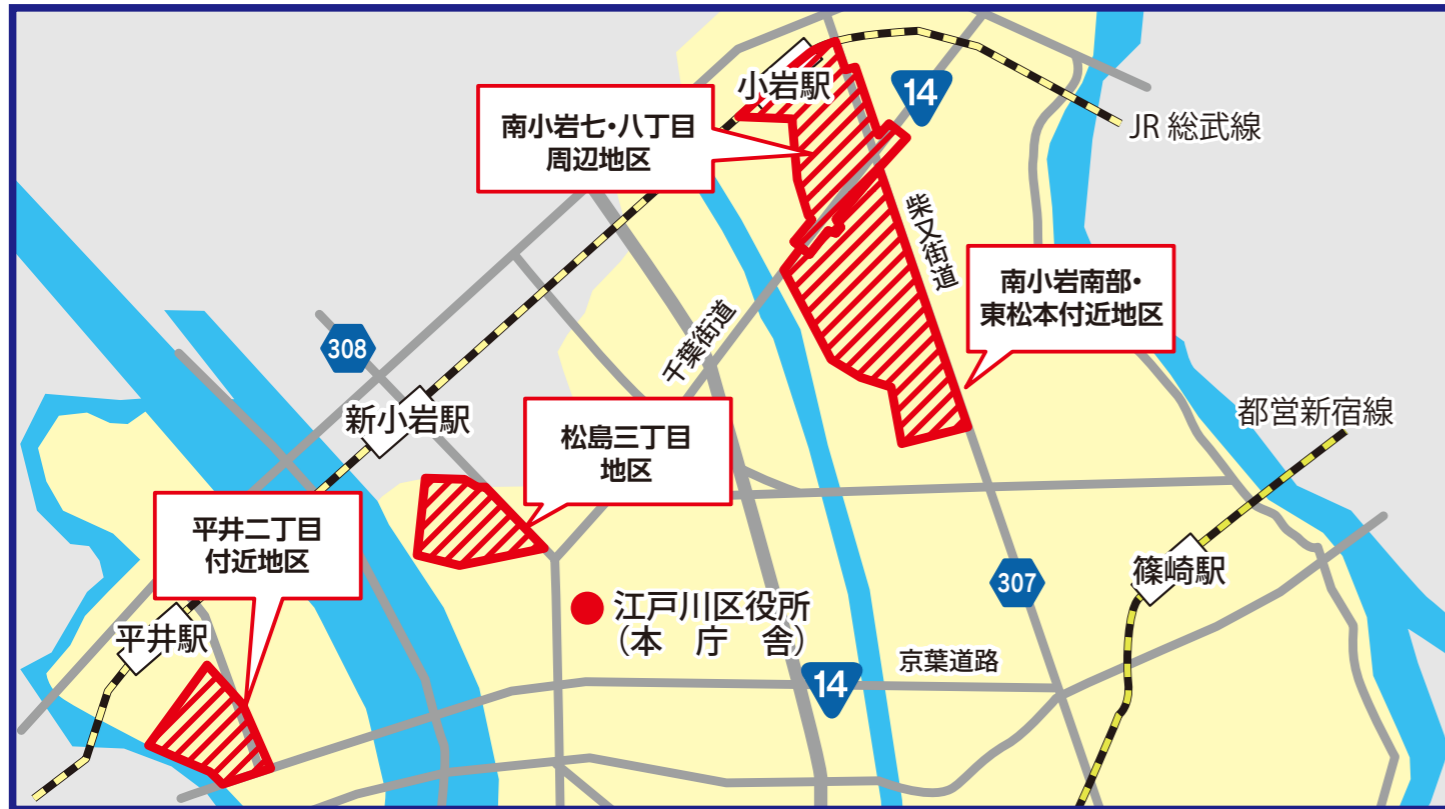 小岩駅
14
JR 総武線
南小岩七・八丁目
周辺地区
柴又街道
南小岩南部・
東松本付近地区
千葉街道
308
新小岩駅
松島三丁目
地区
都営新宿線
平井二丁目
付近地区
307
篠崎駅
江戸川区役所
（本庁舎）
平井駅
京葉道路
14